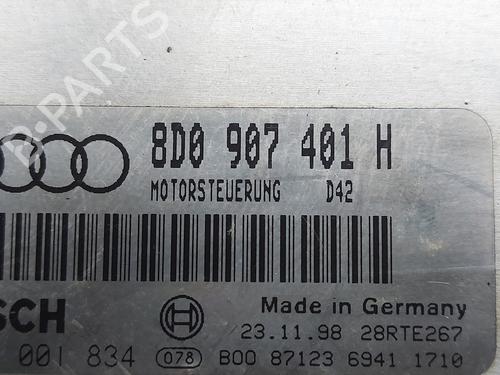 B-PARTS
8D0 907 401 H
MOTORSTEUERUNG D42
SCH
Made in Germany
23.11.98 28RTE267
001 834 078 B00 87123 6941 1710